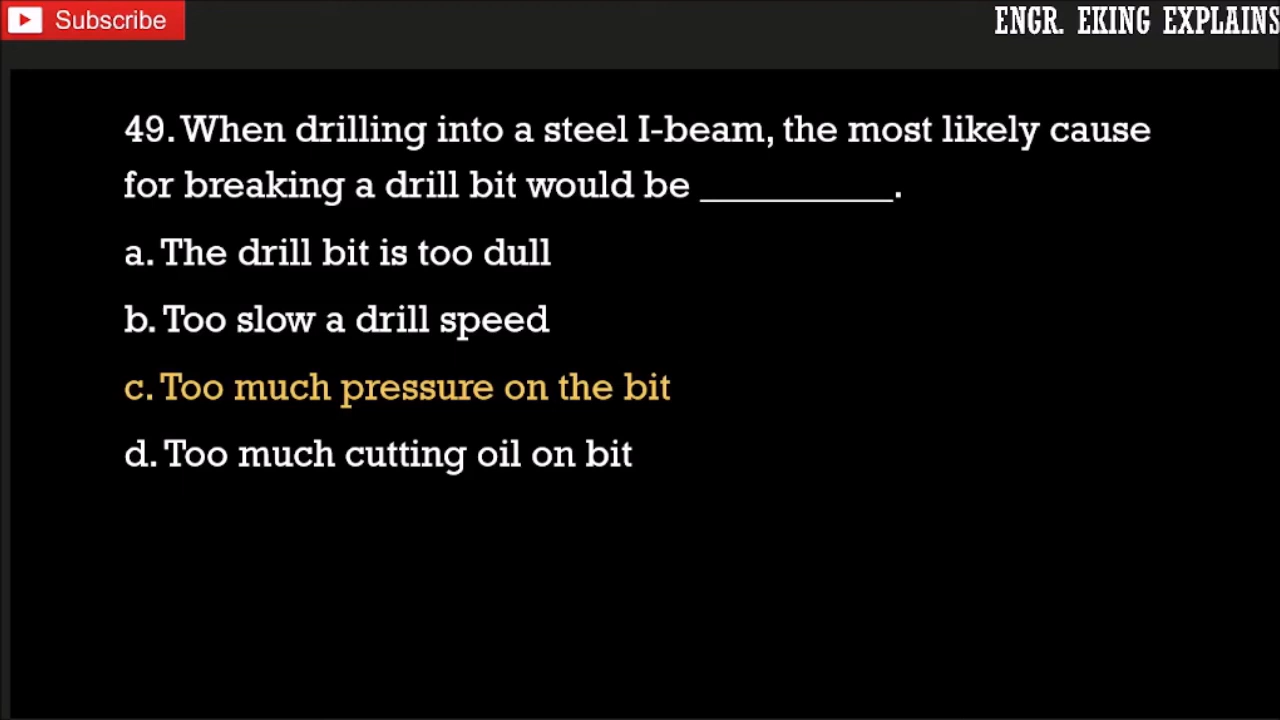 Subscribe
ENGR. EKING EXPLAINS
49. When drilling into a steel I-beam, the most likely cause
for breaking a drill bit would be __________.
a. The drill bit is too dull
b. Too slow a drill speed
c. Too much pressure on the bit
d. Too much cutting oil on bit